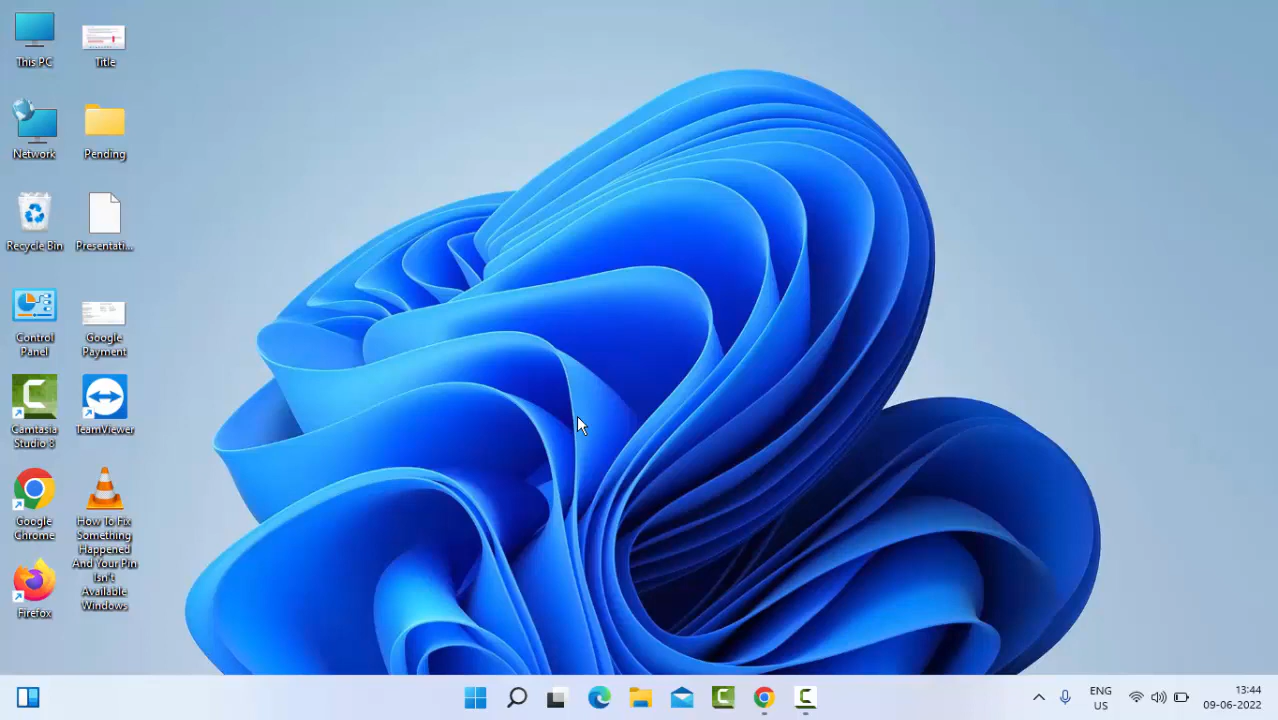 This PC
Title
Network
Pending
Recycle Bin
Presentati...
Control
Panel
Google
Payment
Camtasia
Studio 8
TeamViewer
Google
Chrome
How To Fix
Something
Happened
And Your Pin
Isn't
Available
Windows
Firefox
ENG
US
13:44
09-06-2022